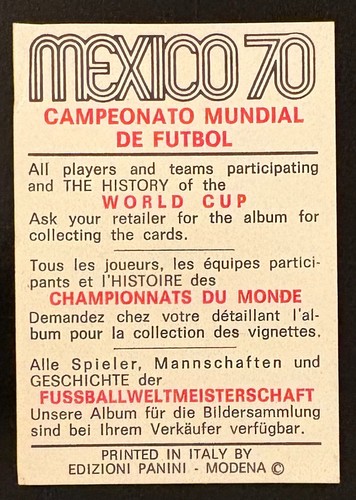 MEXICO 70
CAMPEONATO MUNDIAL
DE FUTBOL
All players and teams participating
and THE HISTORY of the
WORLD CUP
Ask your retailer for the album for
collecting the cards.
Tous les joueurs, les équipes partici-
pants et l'HISTOIRE des
CHAMPIONNATS DU MONDE
Demandez chez votre détaillant l'al-
bum pour la collection des vignettes.
Alle Spieler, Mannschaften und
GESCHICHTE der
FUSSBALLWELTMEISTERSCHAFT
Unsere Album für die Bildersammlung
sind bei Ihrem Verkäufer verfügbar.
PRINTED IN ITALY BY
EDIZIONI PANINI - MODENA ©